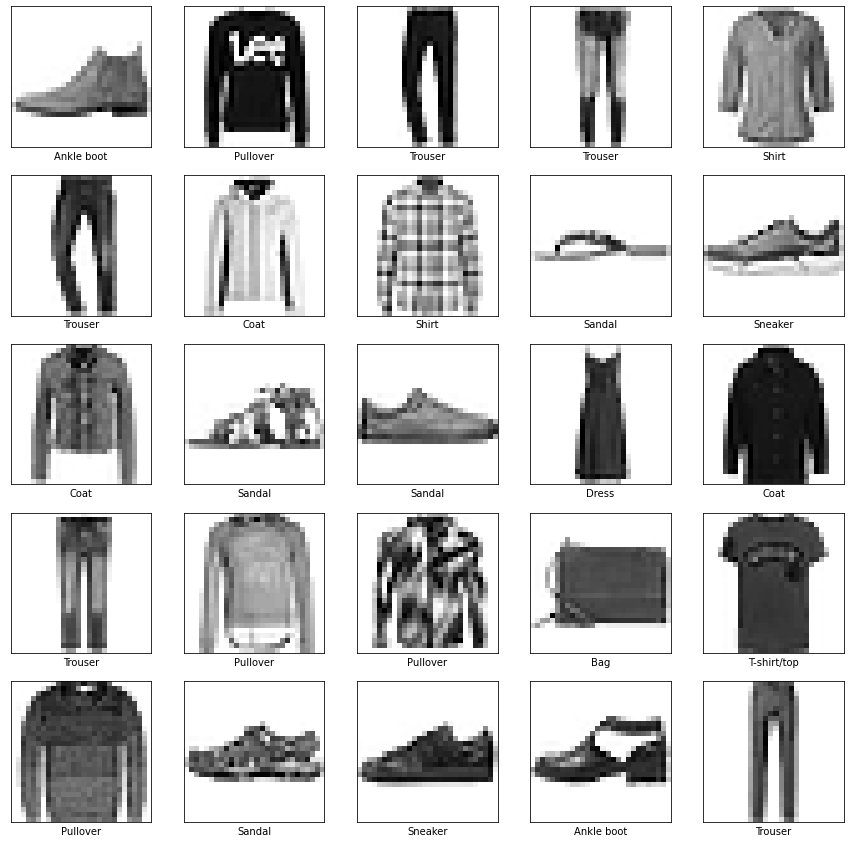 Lee
Ankle boot
Pullover
Trouser
Trouser
Shirt
Trouser
Coat
Shirt
Sandal
Sneaker
Coat
Sandal
Sandal
Dress
Coat
Trouser
Pullover
Pullover
Bag
T-shirt/top
Pullover
Sandal
Sneaker
Ankle boot
Trouser